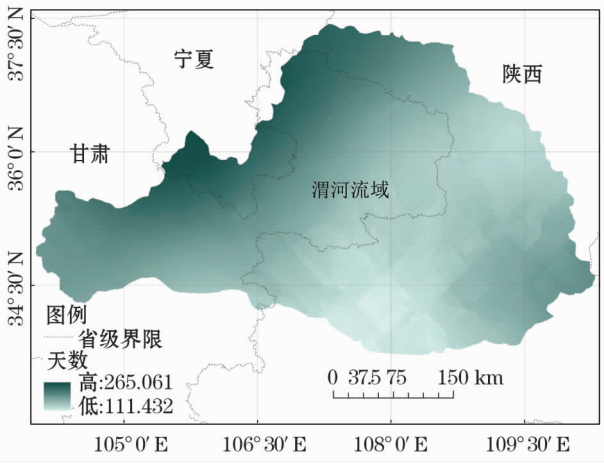 37°30′ N
36°0′ N
34°30′ N
宁夏
陕西
甘肃
渭河流域
图例
省级界限
天数
高:265.061
低:111.432
0 37.5 75 150 km
105°0′ E 106°30′ E 108°0′ E 109°30′ E